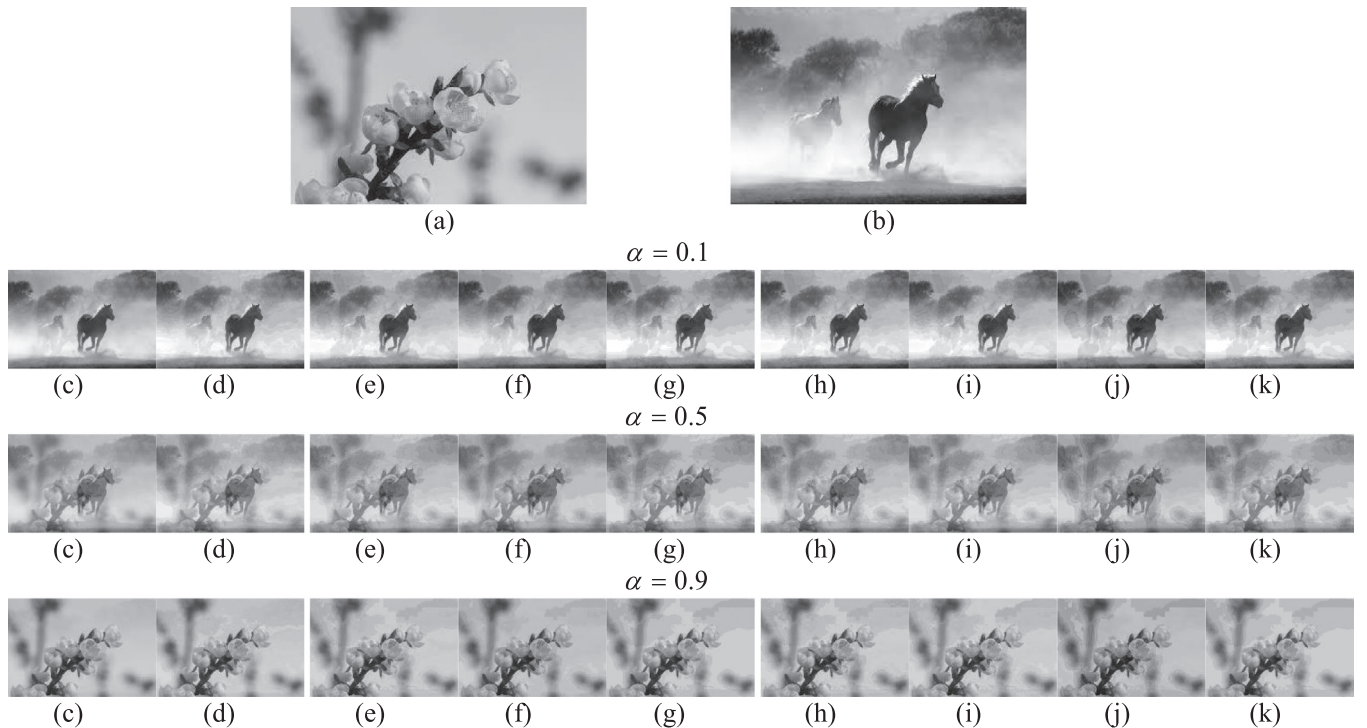 (a) (b)
α = 0.1
(c) (d) (e) (f) (g) (h) (i) (j) (k)
α = 0.5
(c) (d) (e) (f) (g) (h) (i) (j) (k)
α = 0.9
(c) (d) (e) (f) (g) (h) (i) (j) (k)